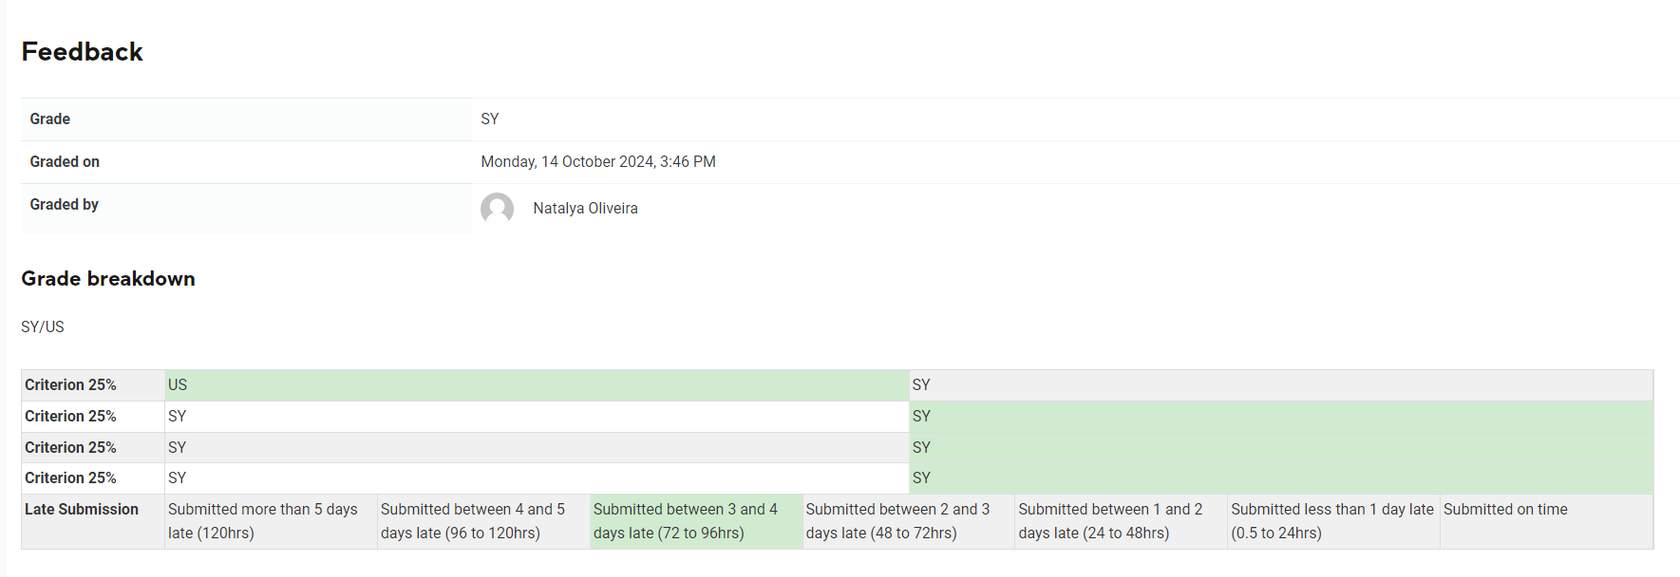 Feedback
Grade SY
Graded on Monday, 14 October 2024, 3:46 PM
Graded by Natalya Oliveira
Grade breakdown
SY/US
Criterion 25% US SY
Criterion 25% SY SY
Criterion 25% SY SY
Criterion 25% SY SY
Late Submission
Submitted more than 5 days
late (120hrs)
Submitted between 4 and 5
days late (96 to 120hrs)
Submitted between 3 and 4
days late (72 to 96hrs)
Submitted between 2 and 3
days late (48 to 72hrs)
Submitted between 1 and 2
days late (24 to 48hrs)
Submitted less than 1 day late
(0.5 to 24hrs)
Submitted on time